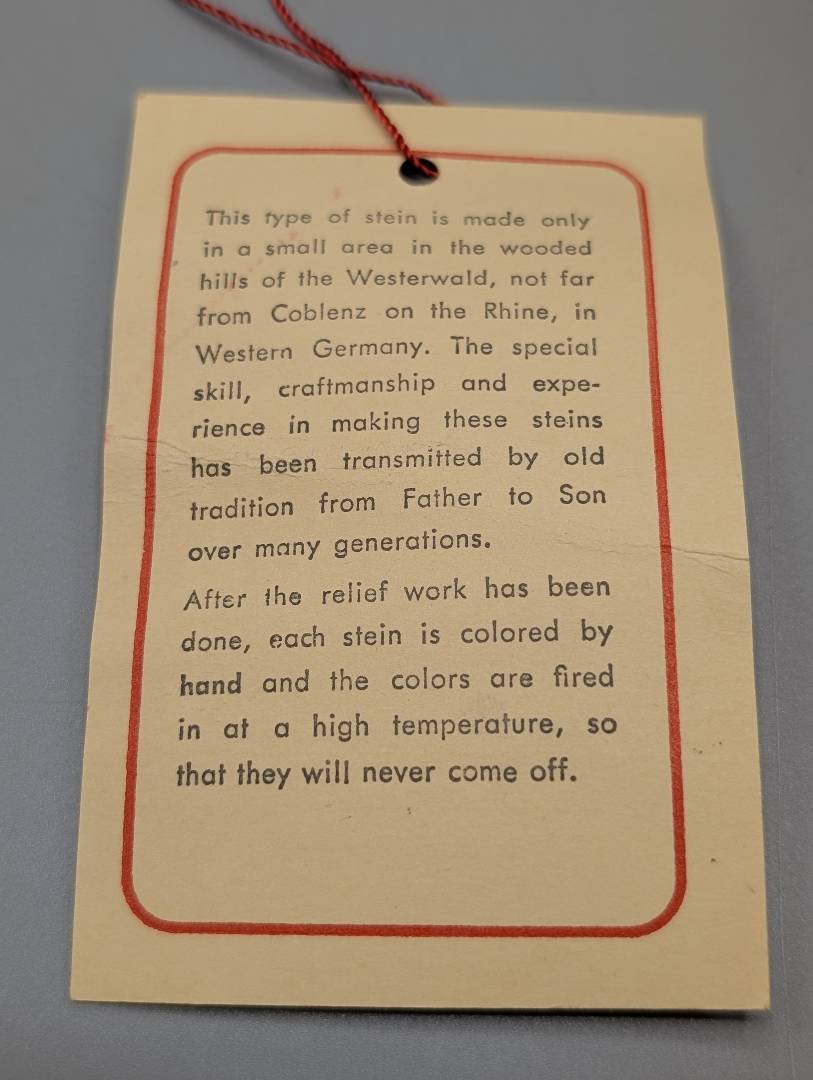 This type of stein is made only
in a small area in the wooded
hills of the Westerwald, not far
from Coblenz on the Rhine, in
Western Germany. The special
skill, craftmanship and expe-
rience in making these steins
has been transmitted by old
tradition from Father to Son
over many generations.
After the relief work has been
done, each stein is colored by
hand and the colors are fired
in at a high temperature, so
that they will never come off.